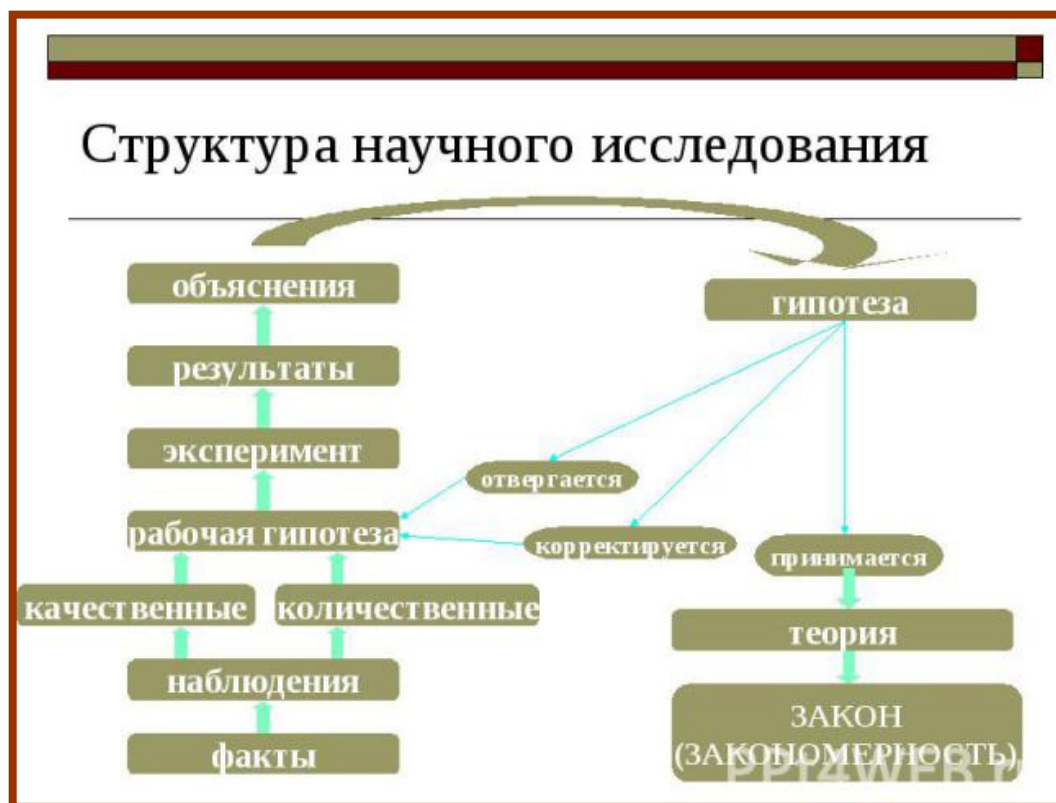 Структура научного исследования
объяснения
гипотеза
результаты
эксперимент
отвергается
рабочая гипотеза
корректируется
принимается
качественные
количественные
теория
наблюдения
ЗАКОН
(ЗАКОНОМЕРНОСТЬ)
факты